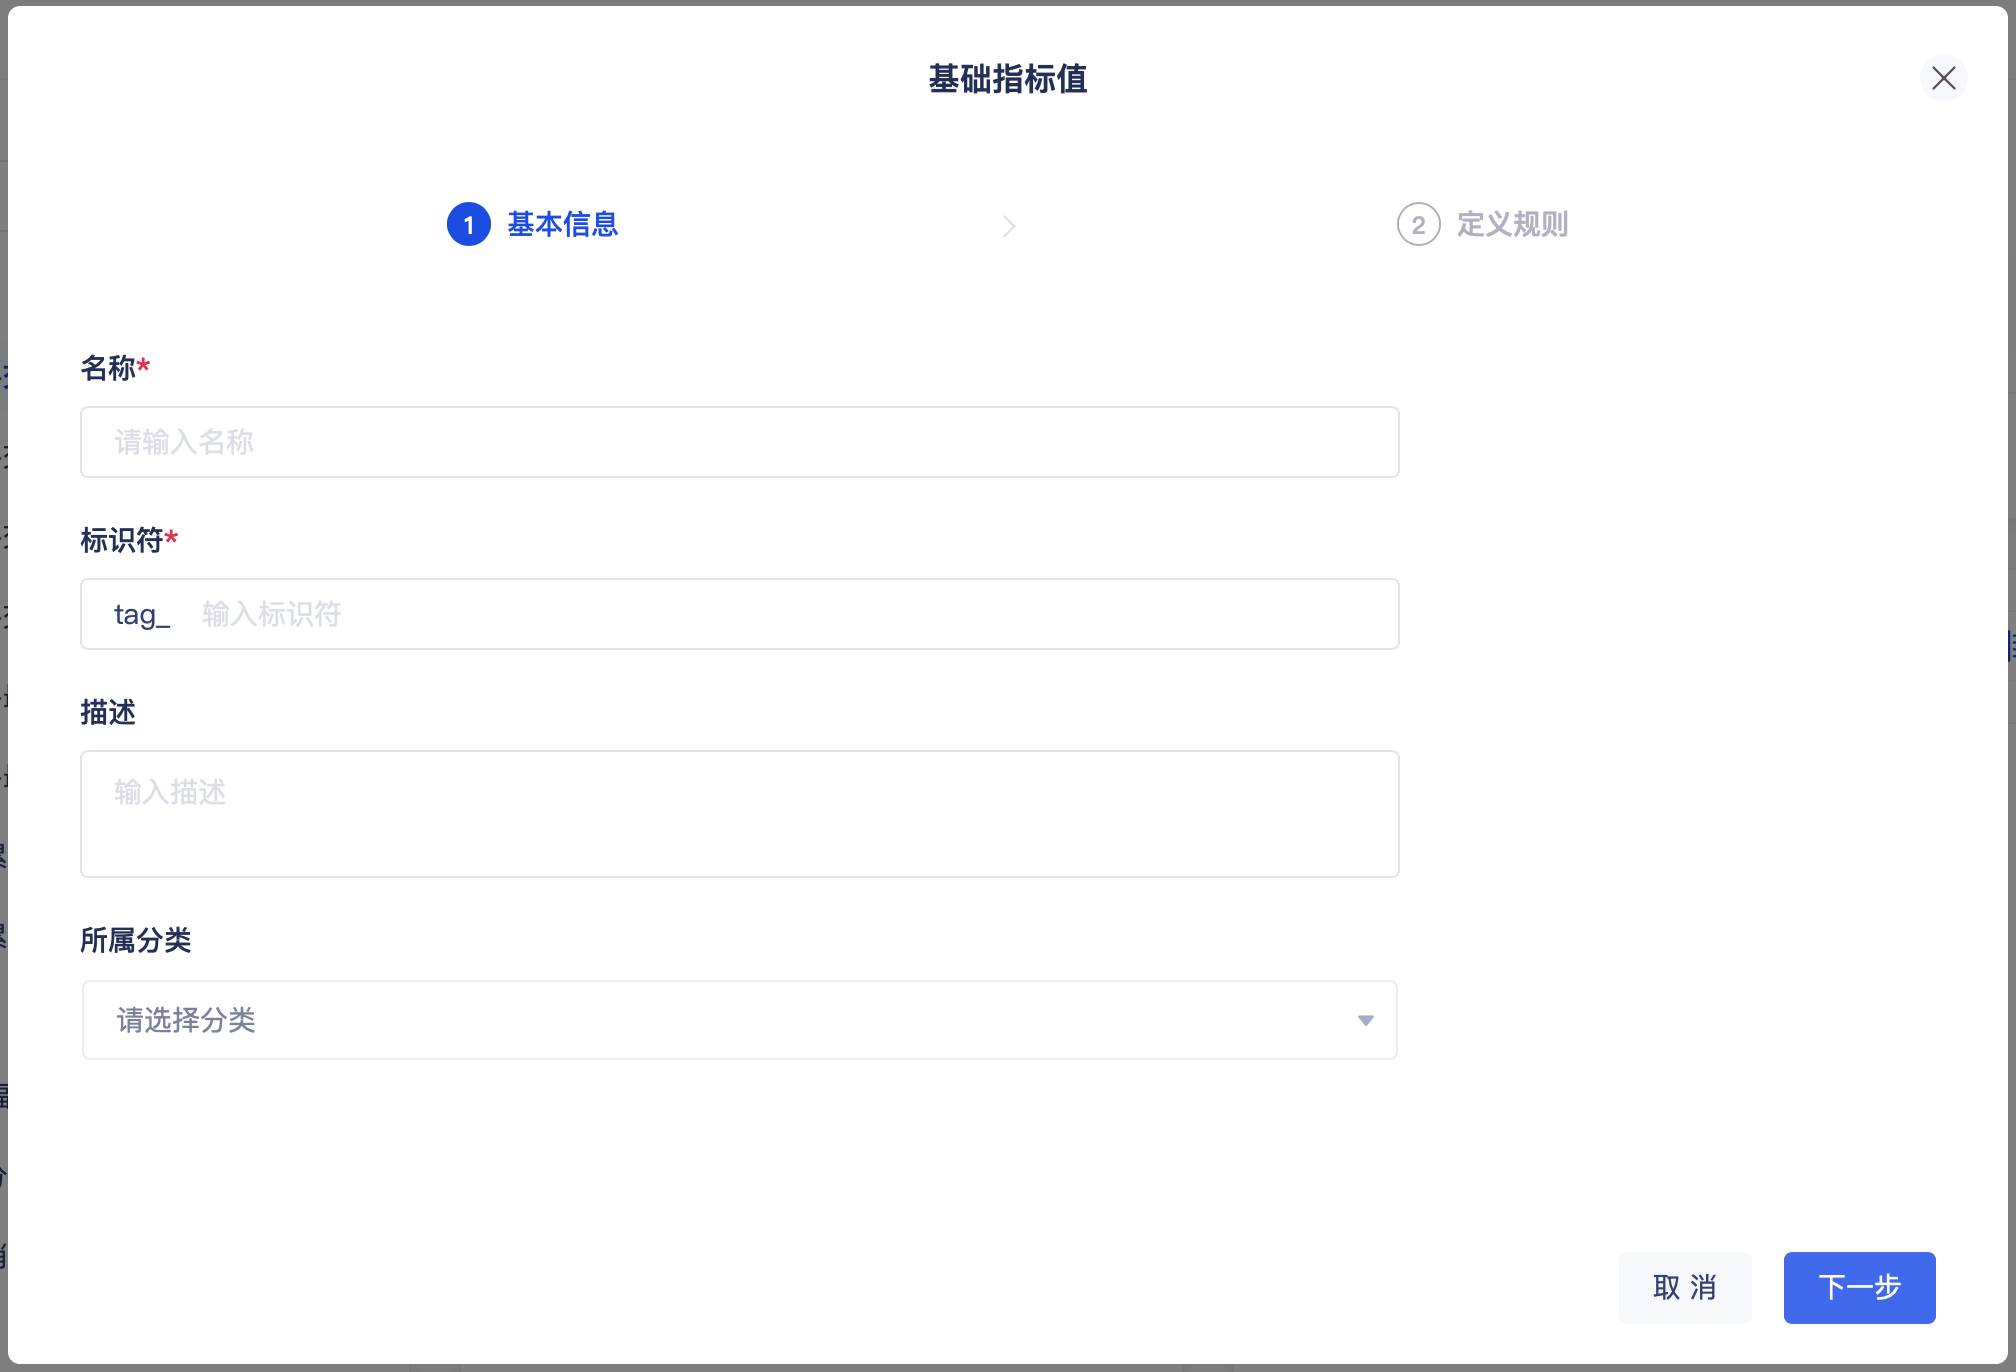 基础指标值
1 基本信息
2 定义规则
名称*
请输入名称
标识符*
tag_ 输入标识符
描述
输入描述
所属分类
请选择分类
取 消
下一步